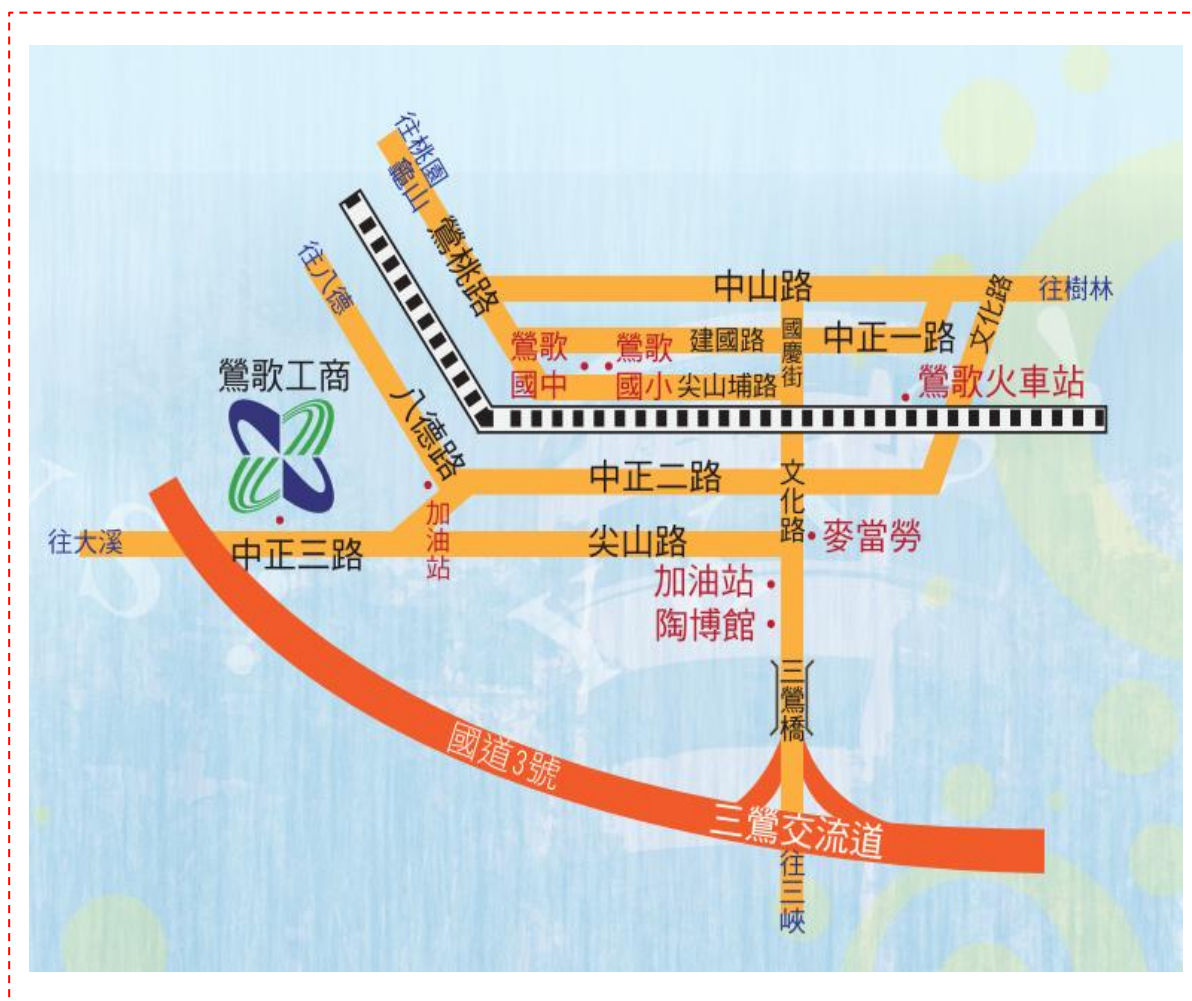 往桃園
龜山
鶯桃路
往八德
中山路
文化路
往樹林
國慶街
建國路
中正一路
鶯歌
國中
鶯歌
國小
尖山埔路
鶯歌火車站
鶯歌工商
八德路
中正二路
文化路
加油站
往大溪
中正三路
尖山路
麥當勞
加油站
陶博館
三鶯橋
國道3號
三鶯交流道
往三峽